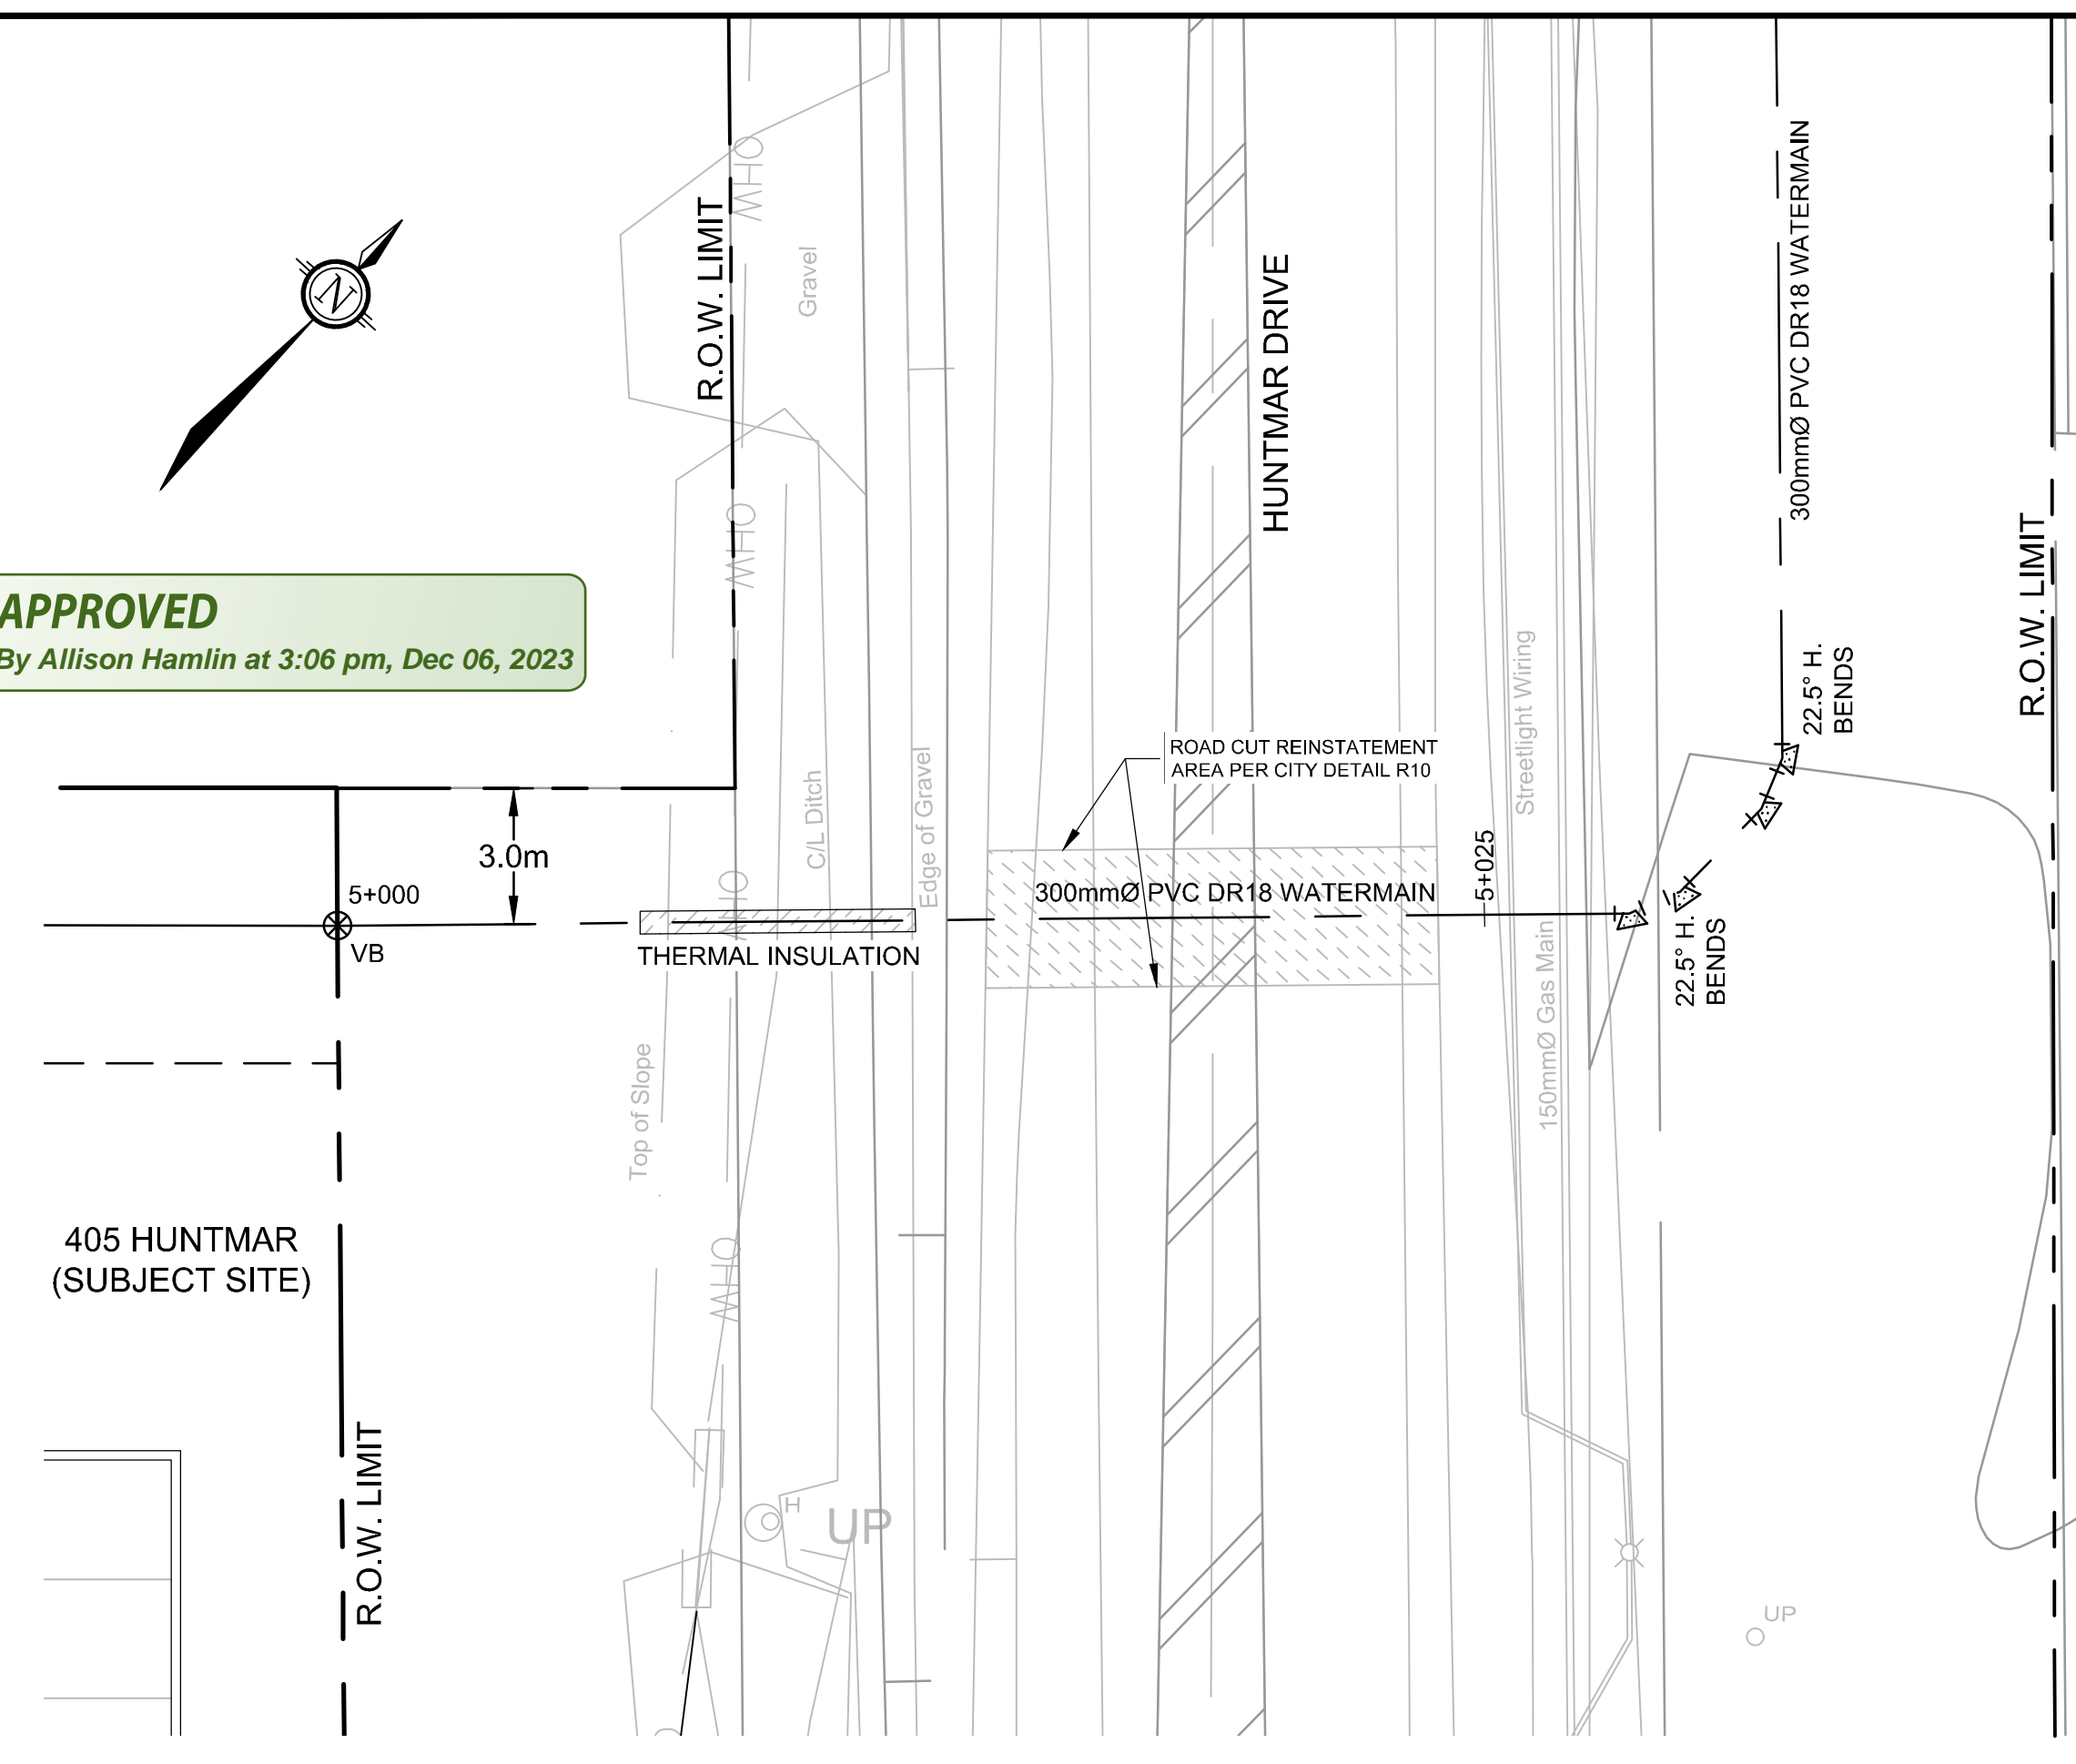 OHW
R.O.W. LIMIT
Gravel
HUNTMAR DRIVE
300mmØ PVC DR18 WATERMAIN
N
OHW
R.O.W. LIMIT
APPROVED
By Allison Hamlin at 3:06 pm, Dec 06, 2023
Streetlight Wiring
22.5° H.
BENDS
ROAD CUT REINSTATEMENT
AREA PER CITY DETAIL R10
C/L Ditch
Edge of Gravel
3.0m
5+000
VB
OHW
300mmØ PVC DR18 WATERMAIN
5+025
THERMAL INSULATION
22.5° H.
BENDS
150mmØ Gas Main
Top of Slope
405 HUNTMAR
(SUBJECT SITE)
OHW
R.O.W. LIMIT
H
UP
UP